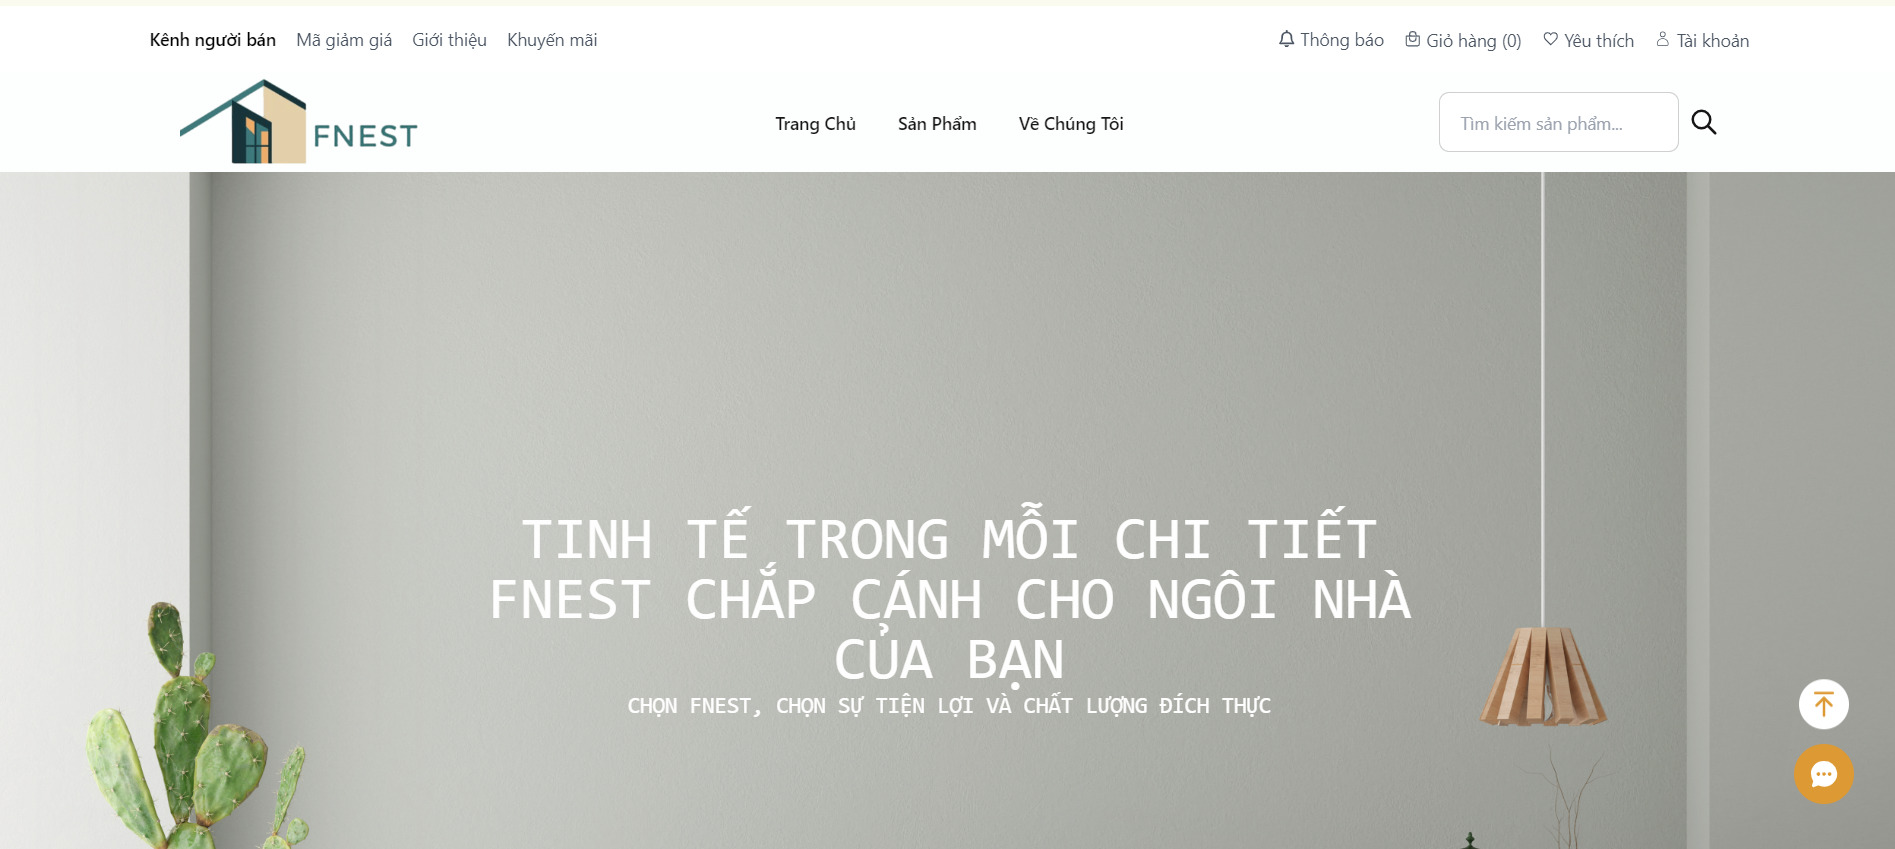 Kênh người bán Mã giảm giá Giới thiệu Khuyến mãi Thông báo Giỏ hàng (0) Yêu thích Tài khoản
FNEST Trang Chủ Sản Phẩm Về Chúng Tôi Tìm kiếm sản phẩm...
TINH TẾ TRONG MỖI CHI TIẾT
FNEST CHẮP CÁNH CHO NGÔI NHÀ
CỦA BẠN
CHỌN FNEST, CHỌN SỰ TIỆN LỢI VÀ CHẤT LƯỢNG ĐÍCH THỰC